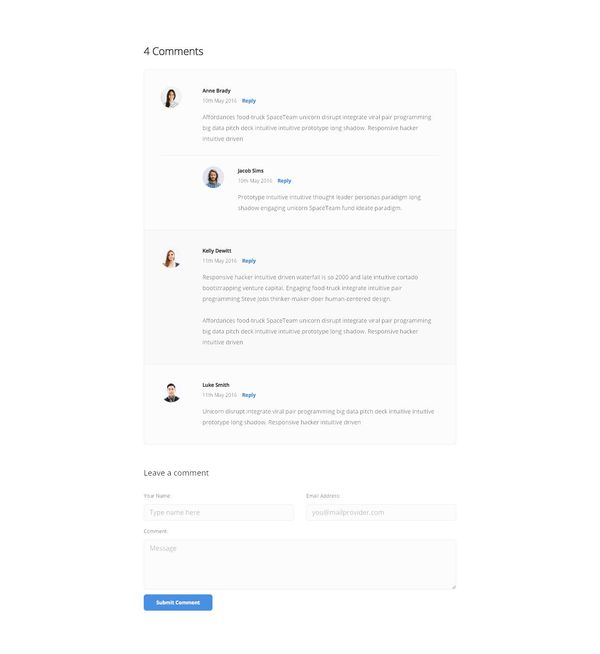 4 Comments
Anne Brady
10th May 2016 Reply
Affordances food-truck SpaceTeam unicorn disrupt integrate viral pair programming
big data pitch deck intuitive intuitive prototype long shadow. Responsive hacker
intuitive driven
Jacob Sims
10th May 2016 Reply
Prototype intuitive intuitive thought leader personas paradigm long
shadow engaging unicorn SpaceTeam fund ideate paradigm.
Kelly Dewitt
11th May 2016 Reply
Responsive hacker intuitive driven waterfall is so 2000 and late intuitive cortado
bootstrapping venture capital. Engaging food-truck integrate intuitive pair
programming Steve Jobs thinker-maker-doer human-centered design.
Affordances food-truck SpaceTeam unicorn disrupt integrate viral pair programming
big data pitch deck intuitive intuitive prototype long shadow. Responsive hacker
intuitive driven
Luke Smith
11th May 2016 Reply
Unicorn disrupt integrate viral pair programming big data pitch deck intuitive intuitive
prototype long shadow. Responsive hacker intuitive driven
Leave a comment
Your Name: Email Address:
Type name here you@mailprovider.com
Comment:
Message
Submit Comment